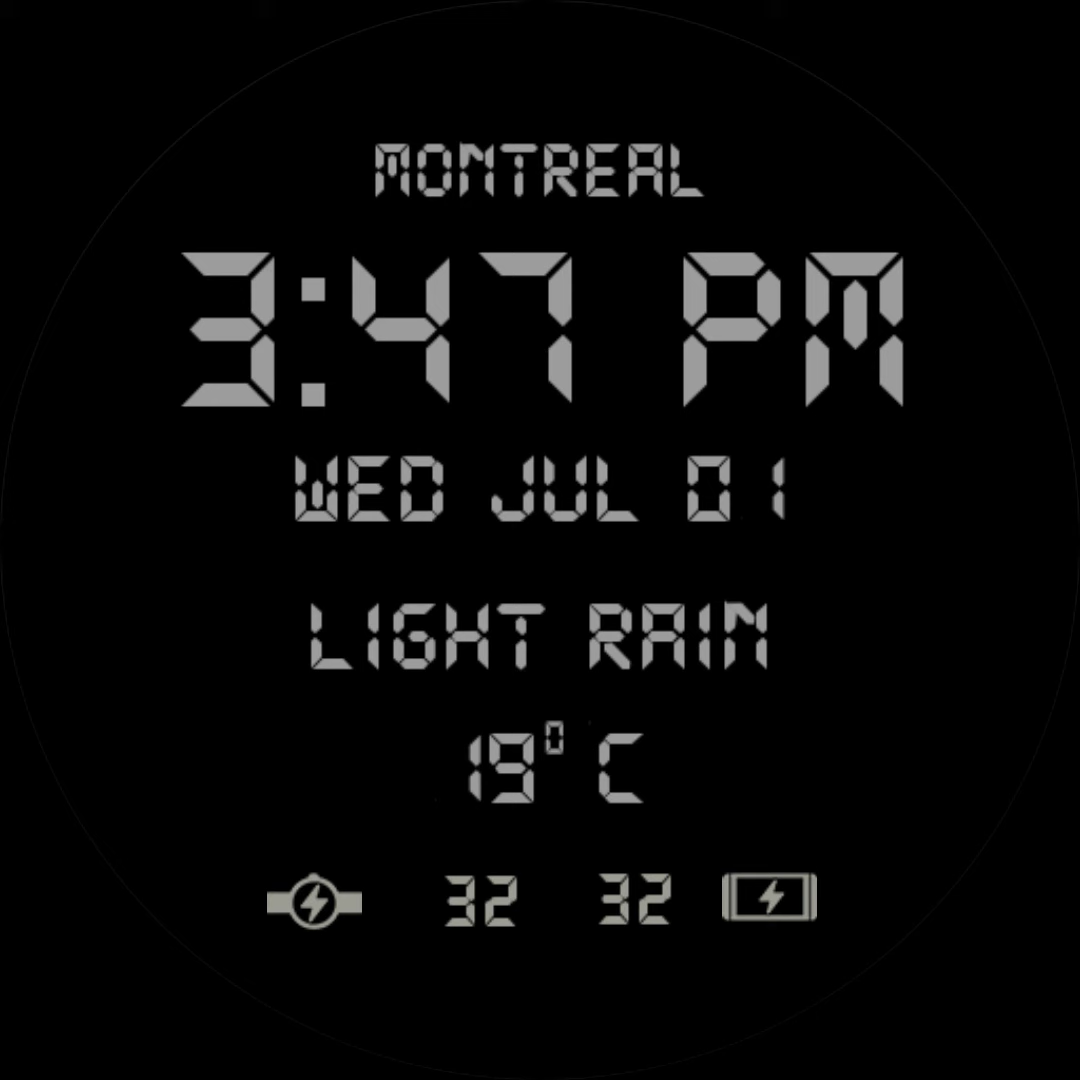 MONTREAL
3:47 PM
WED JUL 01
LIGHT RAIN
19° C
32 32